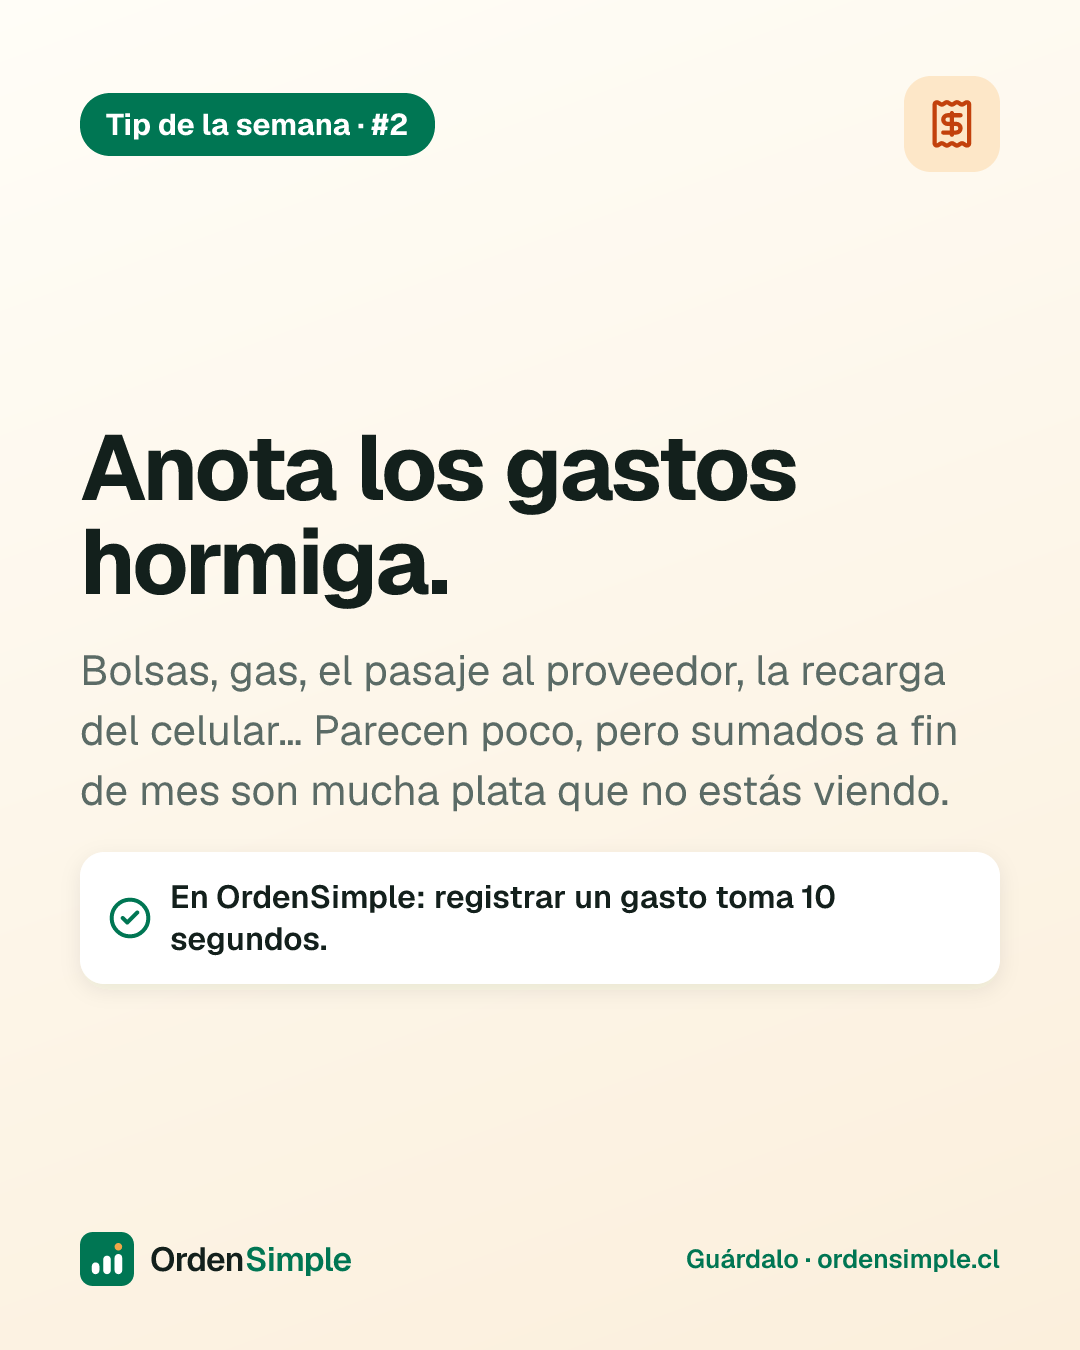 Tip de la semana · #2
Anota los gastos
hormiga.
Bolsas, gas, el pasaje al proveedor, la recarga
del celular... Parecen poco, pero sumados a fin
de mes son mucha plata que no estás viendo.
En OrdenSimple: registrar un gasto toma 10
segundos.
OrdenSimple
Guárdalo · ordensimple.cl